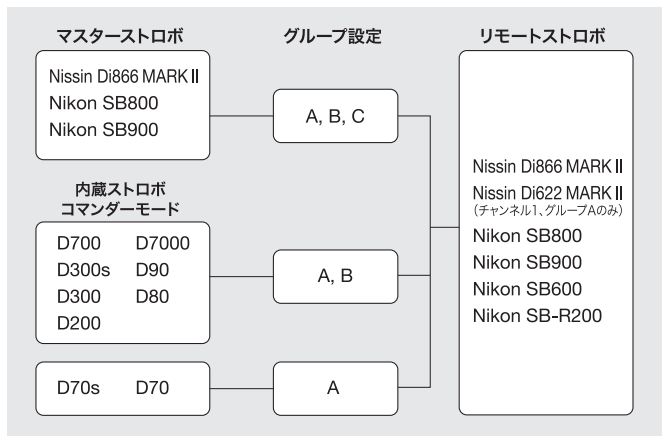 マスターストロボ
グループ設定
リモートストロボ
Nissin Di866 MARK II
Nikon SB800
Nikon SB900
A, B, C
内蔵ストロボ
コマンダーモード
D700 D7000
D300s D90
D300 D80
D200
A, B
D70s D70
A
Nissin Di866 MARK II
Nissin Di622 MARK II
(チャンネル1、グループAのみ)
Nikon SB800
Nikon SB900
Nikon SB600
Nikon SB-R200